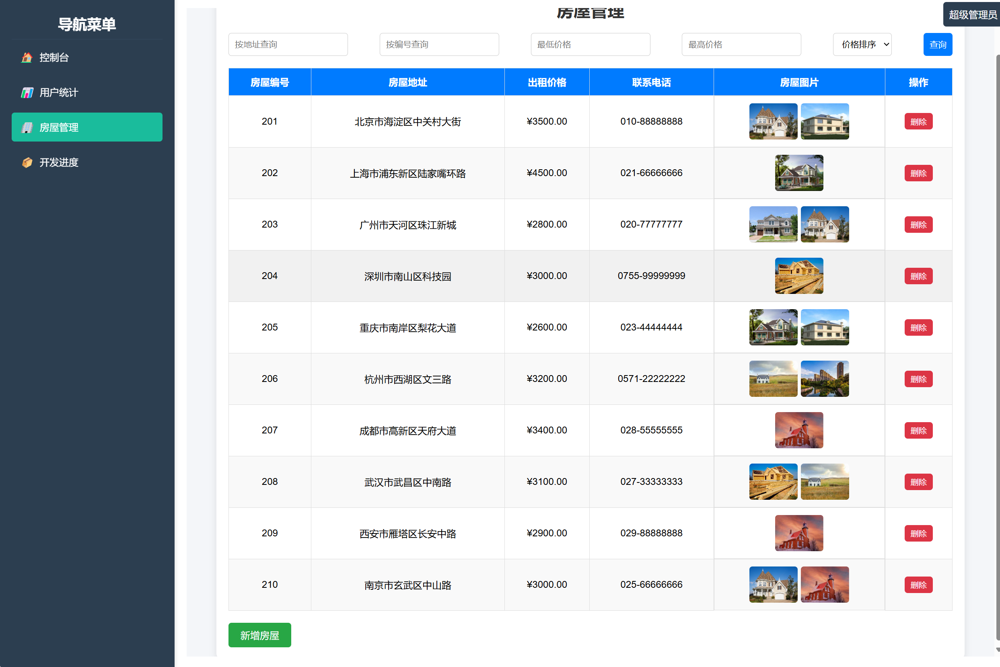 导航菜单
控制台
用户统计
房屋管理
开发进度
房屋管理
超级管理员
按地址查询 按编号查询 最低价格 最高价格 价格排序 查询
房屋编号 房屋地址 出租价格 联系电话 房屋图片 操作
201 北京市海淀区中关村大街 ¥3500.00 010-88888888 删除
202 上海市浦东新区陆家嘴环路 ¥4500.00 021-66666666 删除
203 广州市天河区珠江新城 ¥2800.00 020-77777777 删除
204 深圳市南山区科技园 ¥3000.00 0755-99999999 删除
205 重庆市南岸区梨花大道 ¥2600.00 023-44444444 删除
206 杭州市西湖区文三路 ¥3200.00 0571-22222222 删除
207 成都市高新区天府大道 ¥3400.00 028-55555555 删除
208 武汉市武昌区中南路 ¥3100.00 027-33333333 删除
209 西安市雁塔区长安中路 ¥2900.00 029-88888888 删除
210 南京市玄武区中山路 ¥3000.00 025-66666666 删除
新增房屋